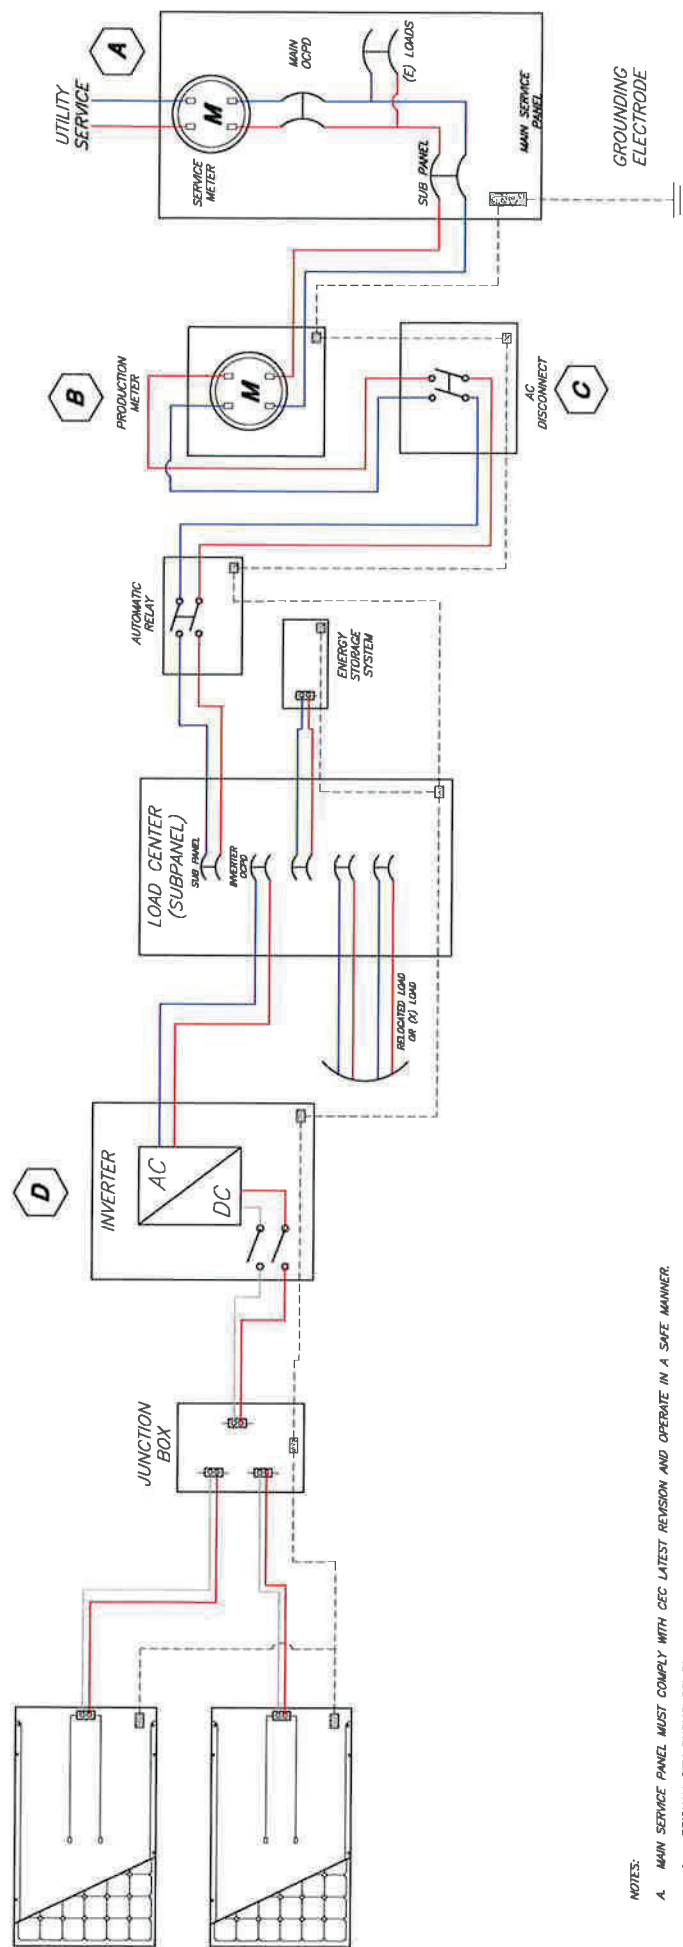 UTILITY
SERVICE
A
M
SERVICE
METER
MAIN
OCPD
(E) LOADS
SUB PANEL
MAIN SERVICE
PANEL
GROUNDING
ELECTRODE
B
PRODUCTION
METER
M
AC
DISCONNECT
C
AUTOMATIC
RELAY
ENERGY
STORAGE
SYSTEM
LOAD CENTER
(SUBPANEL)
SUB PANEL
INVERTER
OCPD
RELOCATED LOAD
OR (X) LOAD
D
INVERTER
AC
DC
JUNCTION
BOX
NOTES:
A. MAIN SERVICE PANEL MUST COMPLY WITH CEC LATEST REVISION AND OPERATE IN A SAFE MANNER.